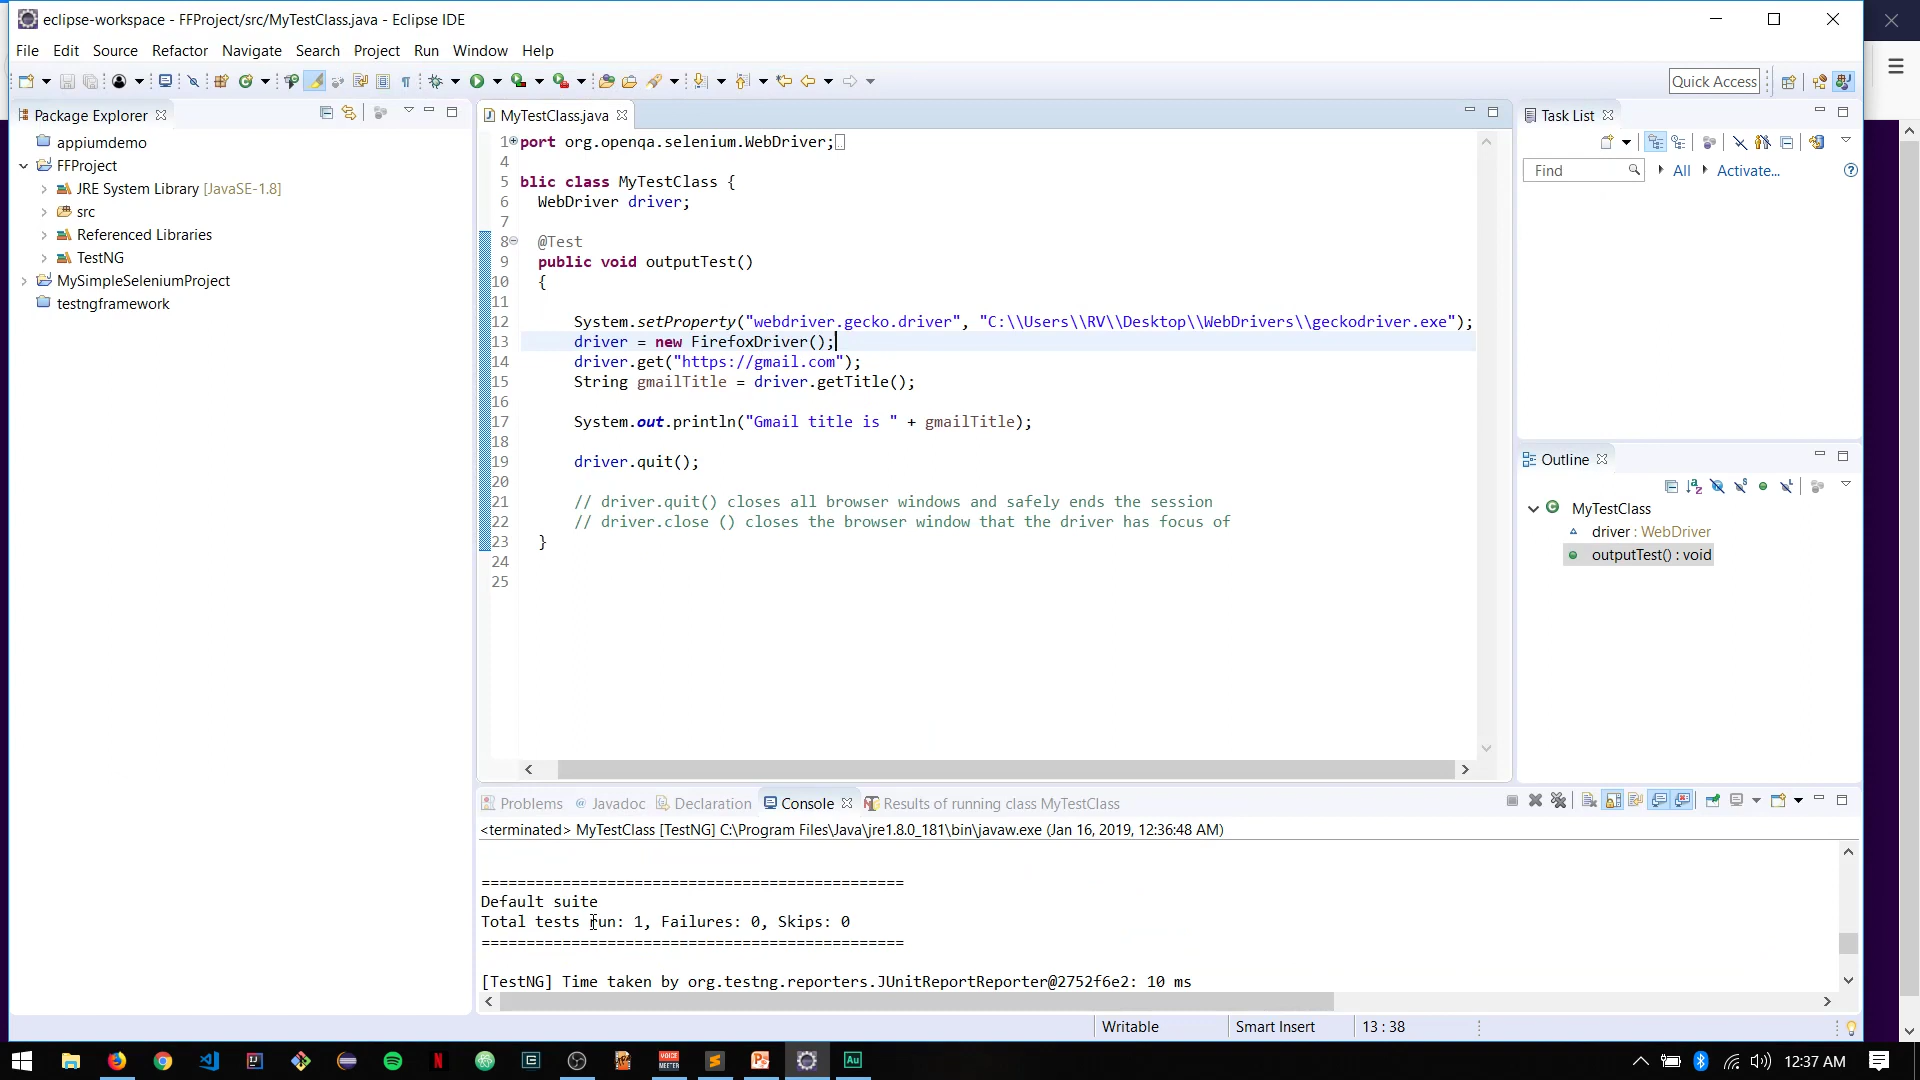 eclipse-workspace - FFProject/src/MyTestClass.java - Eclipse IDE
File Edit Source Refactor Navigate Search Project Run Window Help
Quick Access
Package Explorer
appiumdemo
FFProject
JRE System Library [JavaSE-1.8]
src
Referenced Libraries
TestNG
MySimpleSeleniumProject
testngframework
MyTestClass.java
1 port org.openqa.selenium.WebDriver;
4
5 blic class MyTestClass {
6 WebDriver driver;
7
8 @Test
9 public void outputTest()
10 {
11
12 System.setProperty("webdriver.gecko.driver", "C:\\Users\\RV\\Desktop\\WebDrivers\\geckodriver.exe");
13 driver = new FirefoxDriver();
14 driver.get("https://gmail.com");
15 String gmailTitle = driver.getTitle();
16
17 System.out.println("Gmail title is " + gmailTitle);
18
19 driver.quit();
20
21 // driver.quit() closes all browser windows and safely ends the session
22 // driver.close () closes the browser window that the driver has focus of
23 }
24
25
Task List
Find All Activate...
Outline
MyTestClass
driver : WebDriver
outputTest() : void
Problems Javadoc Declaration Console Results of running class MyTestClass
<terminated> MyTestClass [TestNG] C:\Program Files\Java\jre1.8.0_181\bin\javaw.exe (Jan 16, 2019, 12:36:48 AM)
===============================================
Default suite
Total tests run: 1, Failures: 0, Skips: 0
===============================================
[TestNG] Time taken by org.testng.reporters.JUnitReportReporter@2752f6e2: 10 ms
Writable Smart Insert 13 : 38
VOICE MEETER
Au
12:37 AM